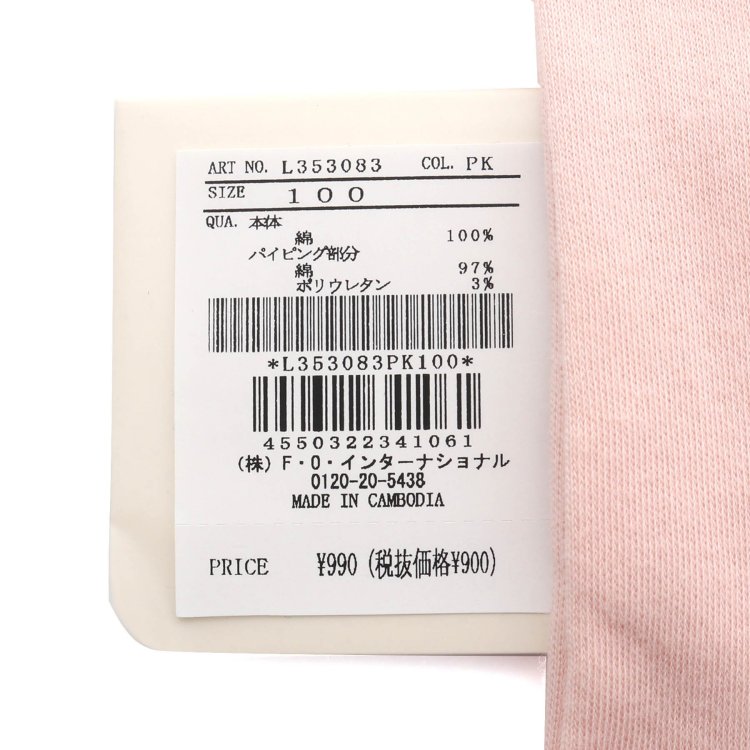 ART NO. L353083 COL. PK
SIZE 100
QUA. 本体
綿 100%
パイピング部分
綿 97%
ポリウレタン 3%
*L353083PK100*
4550322341061
(株) F・O・インターナショナル
0120-20-5438
MADE IN CAMBODIA
PRICE ¥990 (税抜価格¥900)